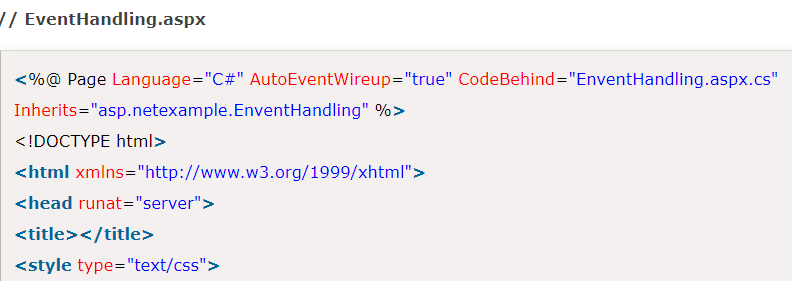 // EventHandling.aspx
<%@ Page Language="C#" AutoEventWireup="true" CodeBehind="EnventHandling.aspx.cs"
Inherits="asp.netexample.EnventHandling" %>
<!DOCTYPE html>
<html xmlns="http://www.w3.org/1999/xhtml">
<head runat="server">
<title></title>
<style type="text/css">